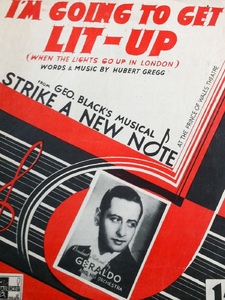 I'M GOING TO GET
LIT-UP
(WHEN THE LIGHTS GO UP IN LONDON)
WORDS & MUSIC BY HUBERT GREGG
FROM GEO. BLACK'S MUSICAL
STRIKE A NEW NOTE
AT THE PRINCE OF WALES THEATRE
GERALDO
ORCHESTRA